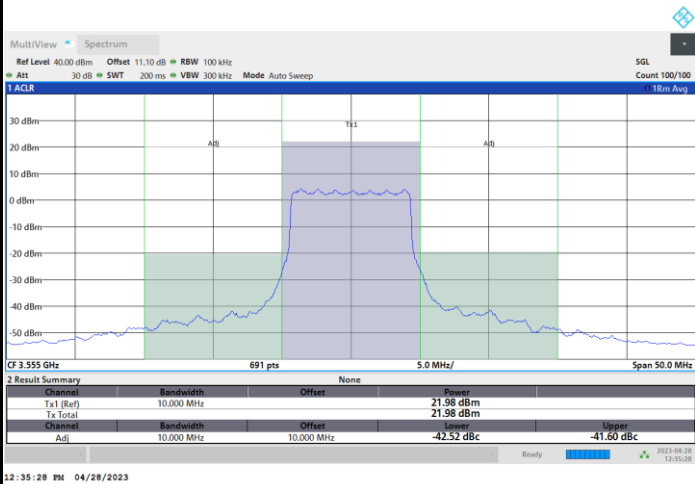 MultiView Spectrum
Ref Level 40.00 dBm Offset 11.10 dB RBW 100 kHz SGL
Att 30 dB SWT 200 ms VBW 300 kHz Mode Auto Sweep Count 100/100
1 ACLR 1Rm Avg
30 dBm
Tx1
20 dBm Adj Adj
10 dBm
0 dBm
-10 dBm
-20 dBm
-30 dBm
-40 dBm
-50 dBm
CF 3.555 GHz 691 pts 5.0 MHz/ Span 50.0 MHz
2 Result Summary None
Channel Bandwidth Offset Power
Tx1 (Ref) 10.000 MHz 21.98 dBm
Tx Total 21.98 dBm
Channel Bandwidth Offset Lower Upper
Adj 10.000 MHz 10.000 MHz -42.52 dBc -41.60 dBc
Ready 2023-04-28
12:35:28
12:35:28 PM 04/28/2023